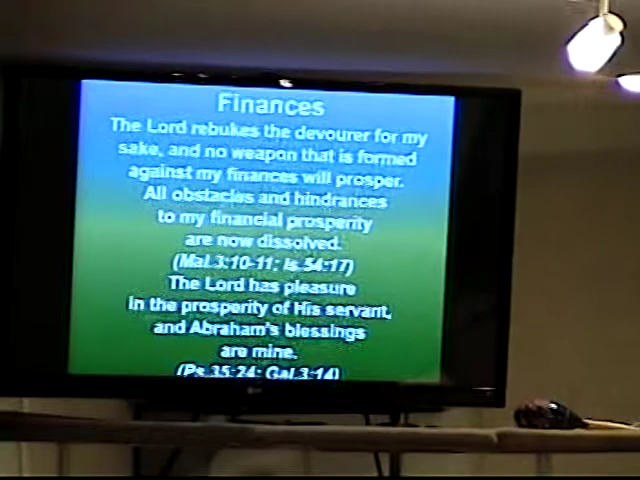 Finances
The Lord rebukes the devourer for my
sake, and no weapon that is formed
against my finances will prosper.
All obstacles and hindrances
to my financial prosperity
are now dissolved.
(Mal.3:10-11; Is.54:17)
The Lord has pleasure
in the prosperity of His servant,
and Abraham's blessings
are mine.
(Ps.35:24; Gal.3:14)
LG